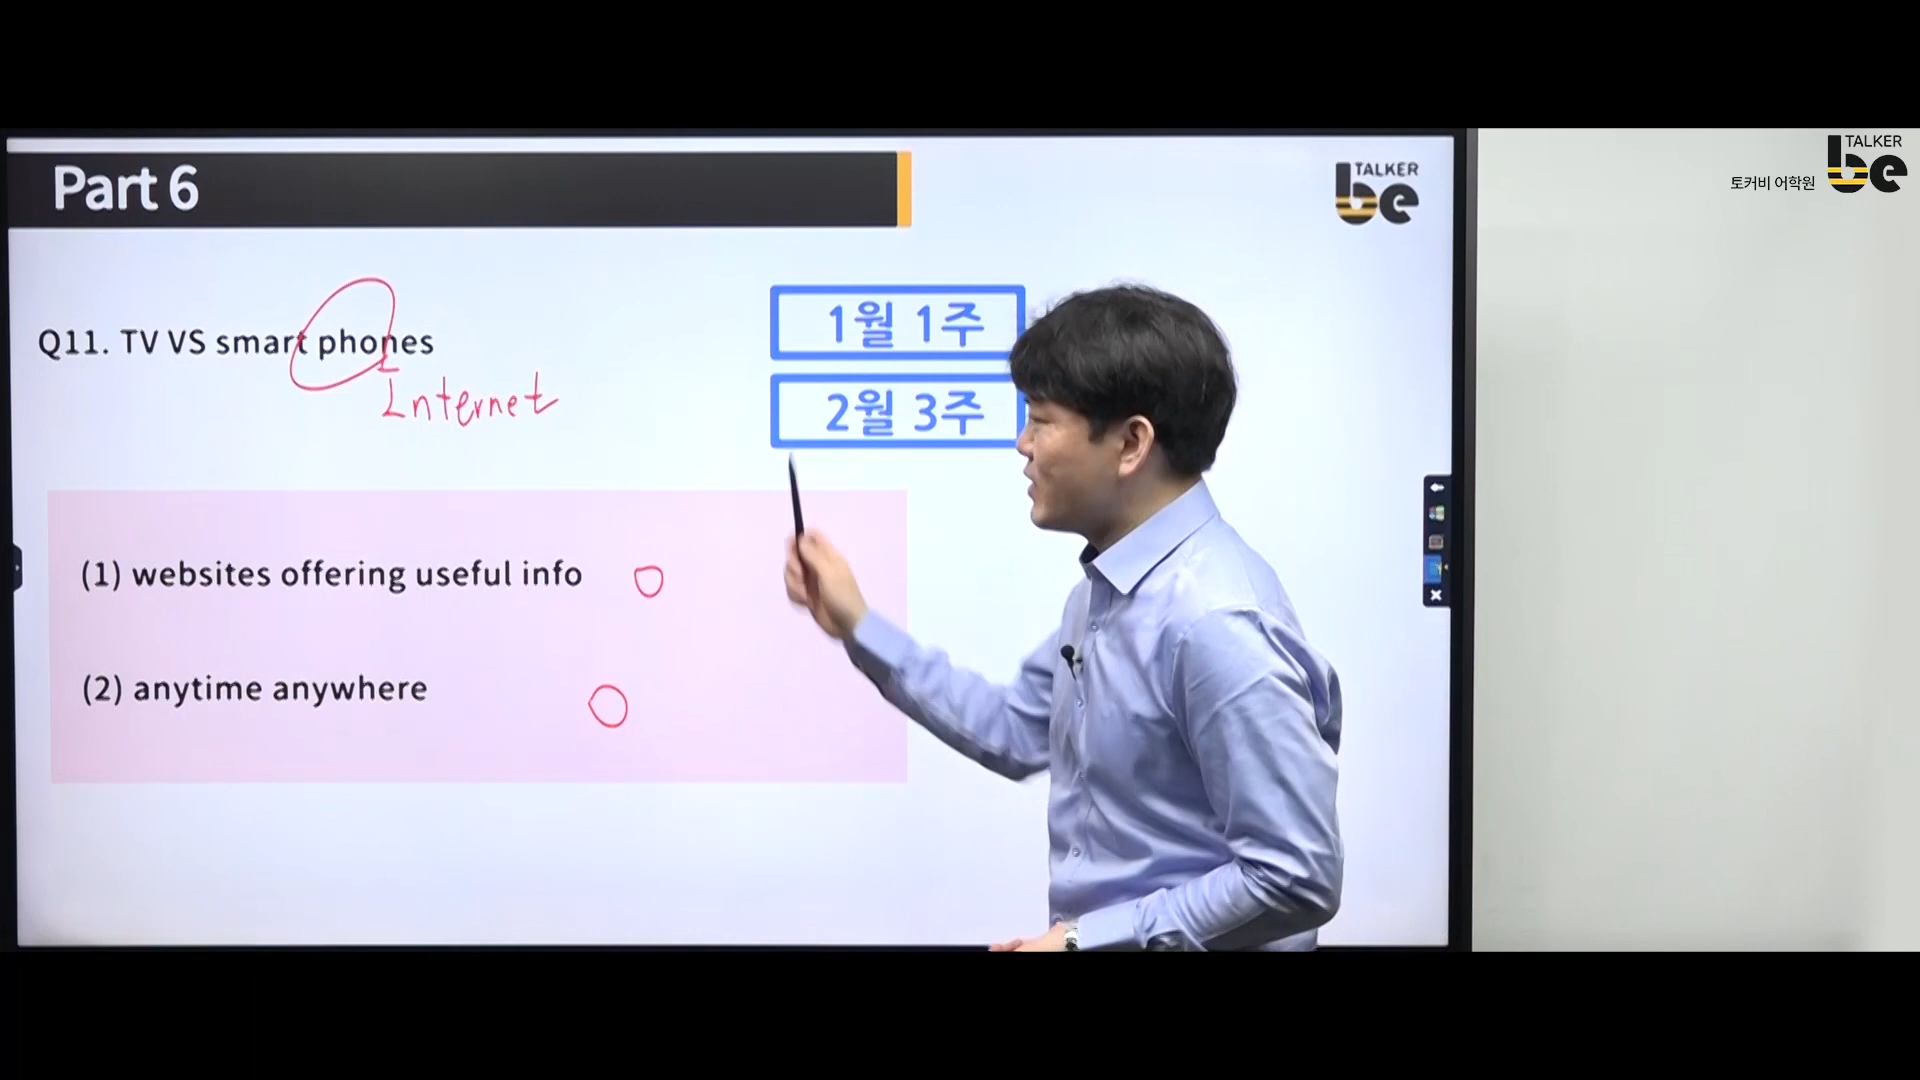 Part 6
TALKER
be
TALKER
토커비 어학원
be
Q11. TV VS smart phones
Internet
1월 1주
2월 3주
(1) websites offering useful info
(2) anytime anywhere